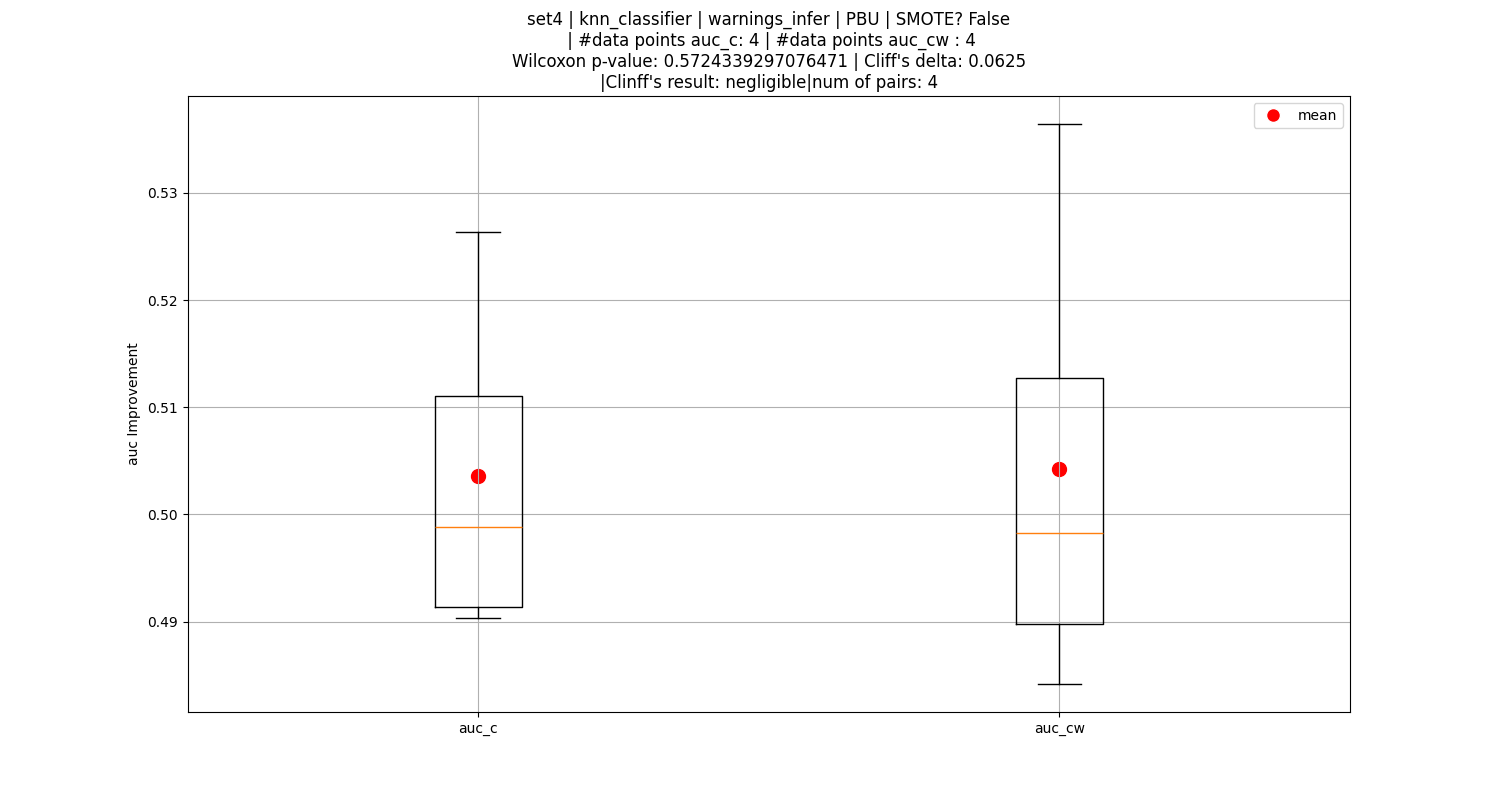 set4 | knn_classifier | warnings_infer | PBU | SMOTE? False
| #data points auc_c: 4 | #data points auc_cw : 4
Wilcoxon p-value: 0.5724339297076471 | Cliff's delta: 0.0625
|Clinff's result: negligible|num of pairs: 4
mean
0.53
0.52
0.51
0.50
0.49
auc Improvement
auc_c
auc_cw